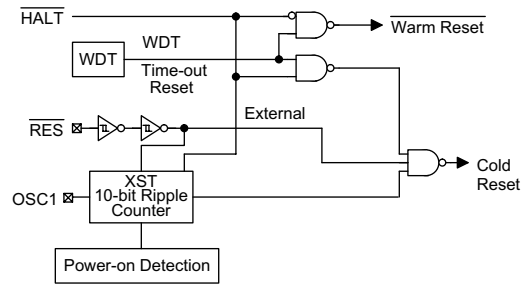 HALT
WDT
WDT
Time-out
Reset
Warm Reset
RES
External
Cold
Reset
OSC1
XST
10-bit Ripple
Counter
Power-on Detection